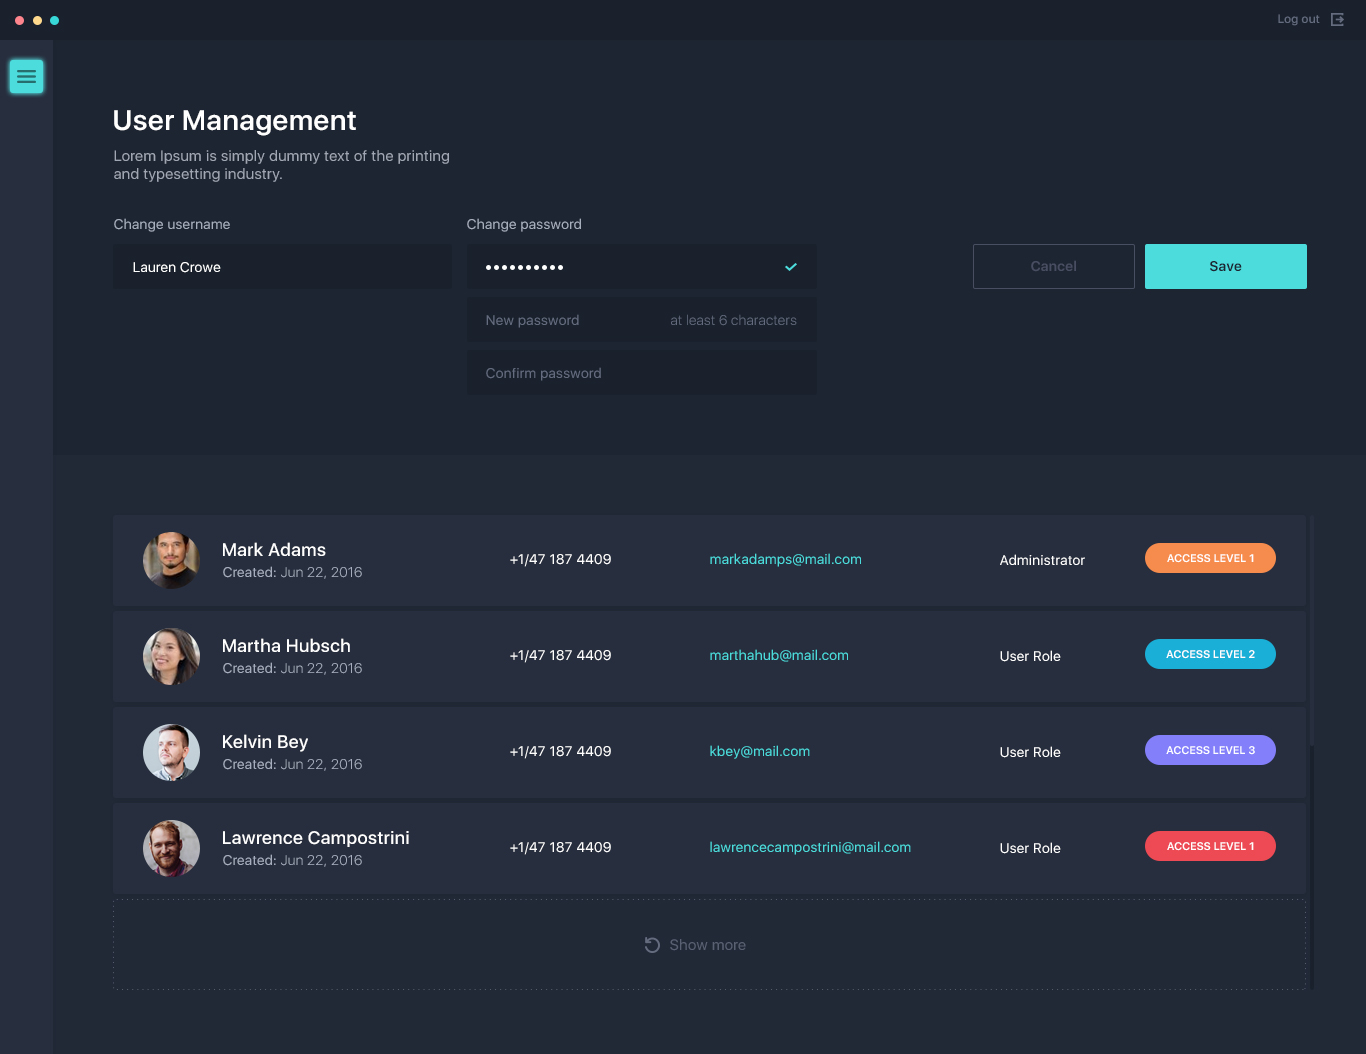 Log out
User Management
Lorem Ipsum is simply dummy text of the printing
and typesetting industry.
Change username
Change password
Lauren Crowe
Cancel
Save
New password
at least 6 characters
Confirm password
Mark Adams
Created: Jun 22, 2016
+1/47 187 4409
markadamps@mail.com
Administrator
ACCESS LEVEL 1
Martha Hubsch
Created: Jun 22, 2016
+1/47 187 4409
marthahub@mail.com
User Role
ACCESS LEVEL 2
Kelvin Bey
Created: Jun 22, 2016
+1/47 187 4409
kbey@mail.com
User Role
ACCESS LEVEL 3
Lawrence Campostrini
Created: Jun 22, 2016
+1/47 187 4409
lawrencecampostrini@mail.com
User Role
ACCESS LEVEL 1
Show more